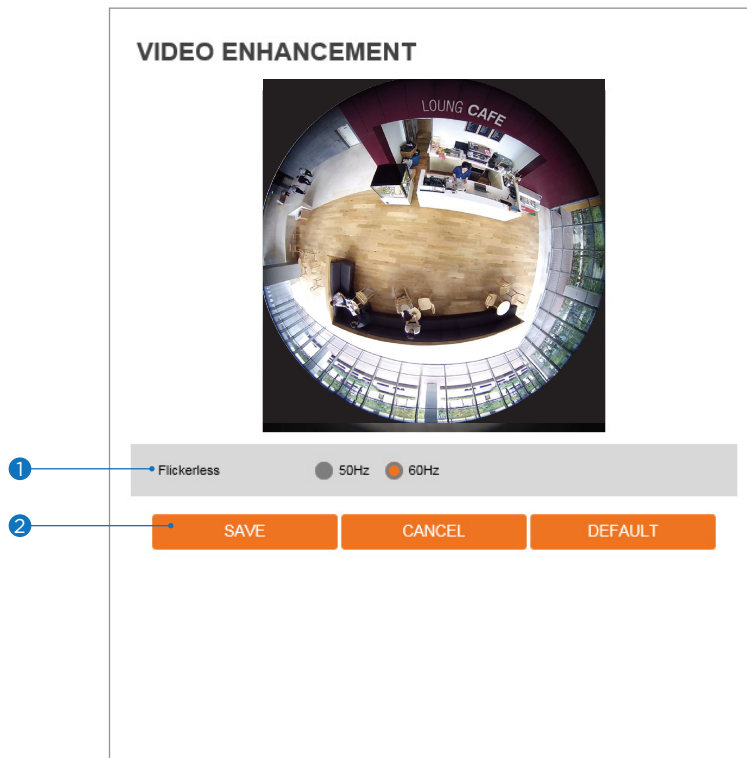 VIDEO ENHANCEMENT
LOUNG CAFE
1
Flickerless 50Hz 60Hz
2
SAVE CANCEL DEFAULT